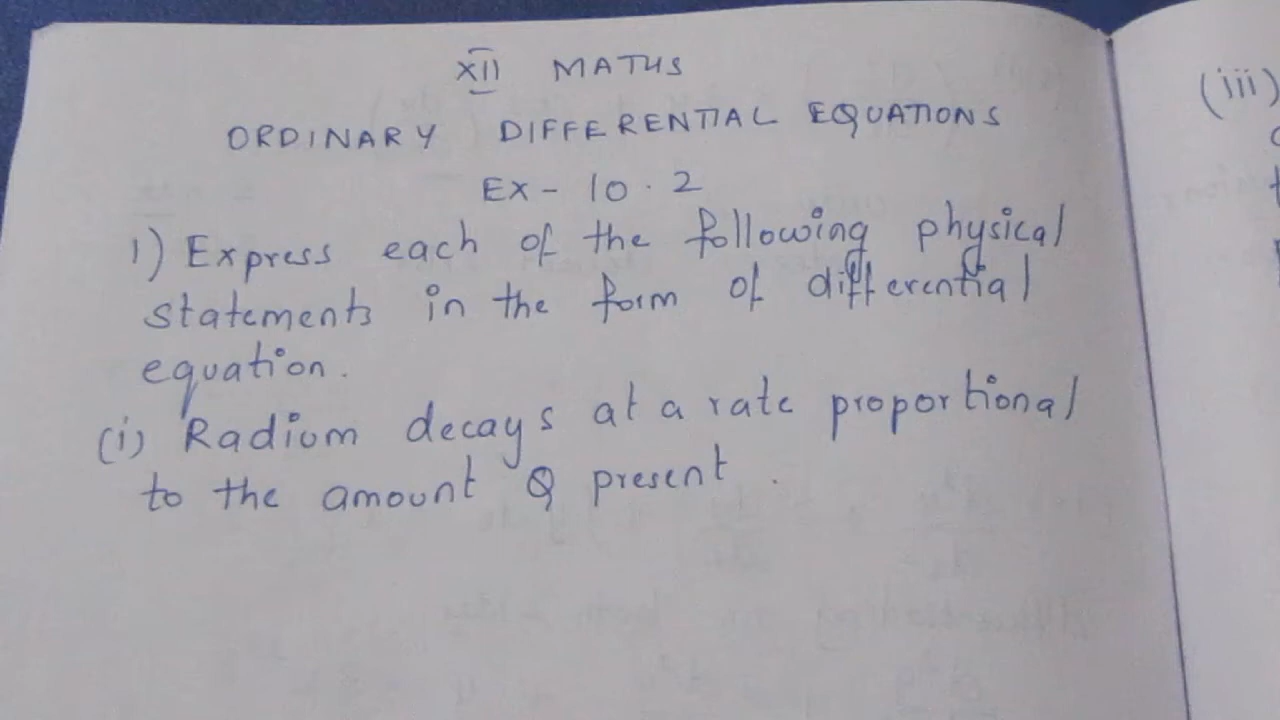 XII MATHS
ORDINARY DIFFERENTIAL EQUATIONS
EX - 10.2
1) Express each of the following physical
statements in the form of differential
equation.
(i) Radium decays at a rate proportional
to the amount Q present.
(iii)